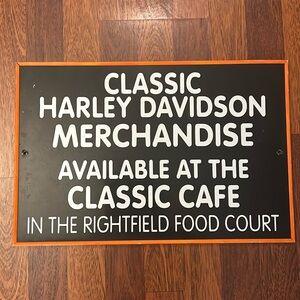 CLASSIC
HARLEY DAVIDSON
MERCHANDISE
AVAILABLE AT THE
CLASSIC CAFE
IN THE RIGHTFIELD FOOD COURT